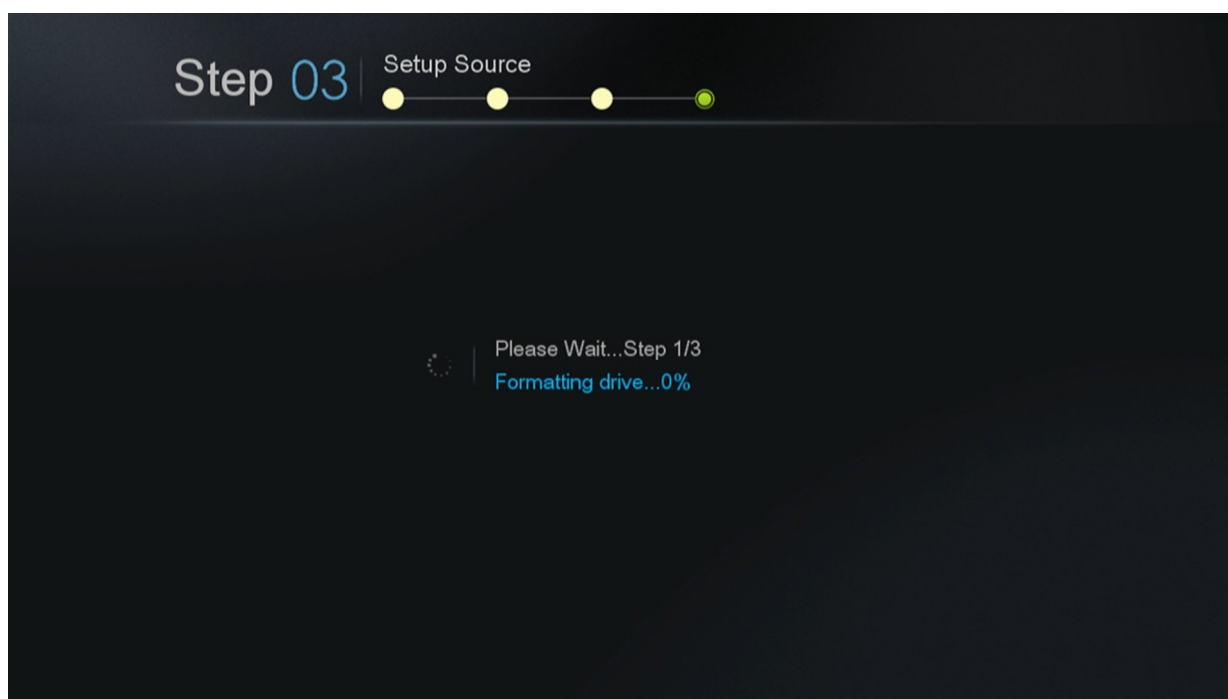 Step 03
Setup Source
Please Wait...Step 1/3
Formatting drive...0%